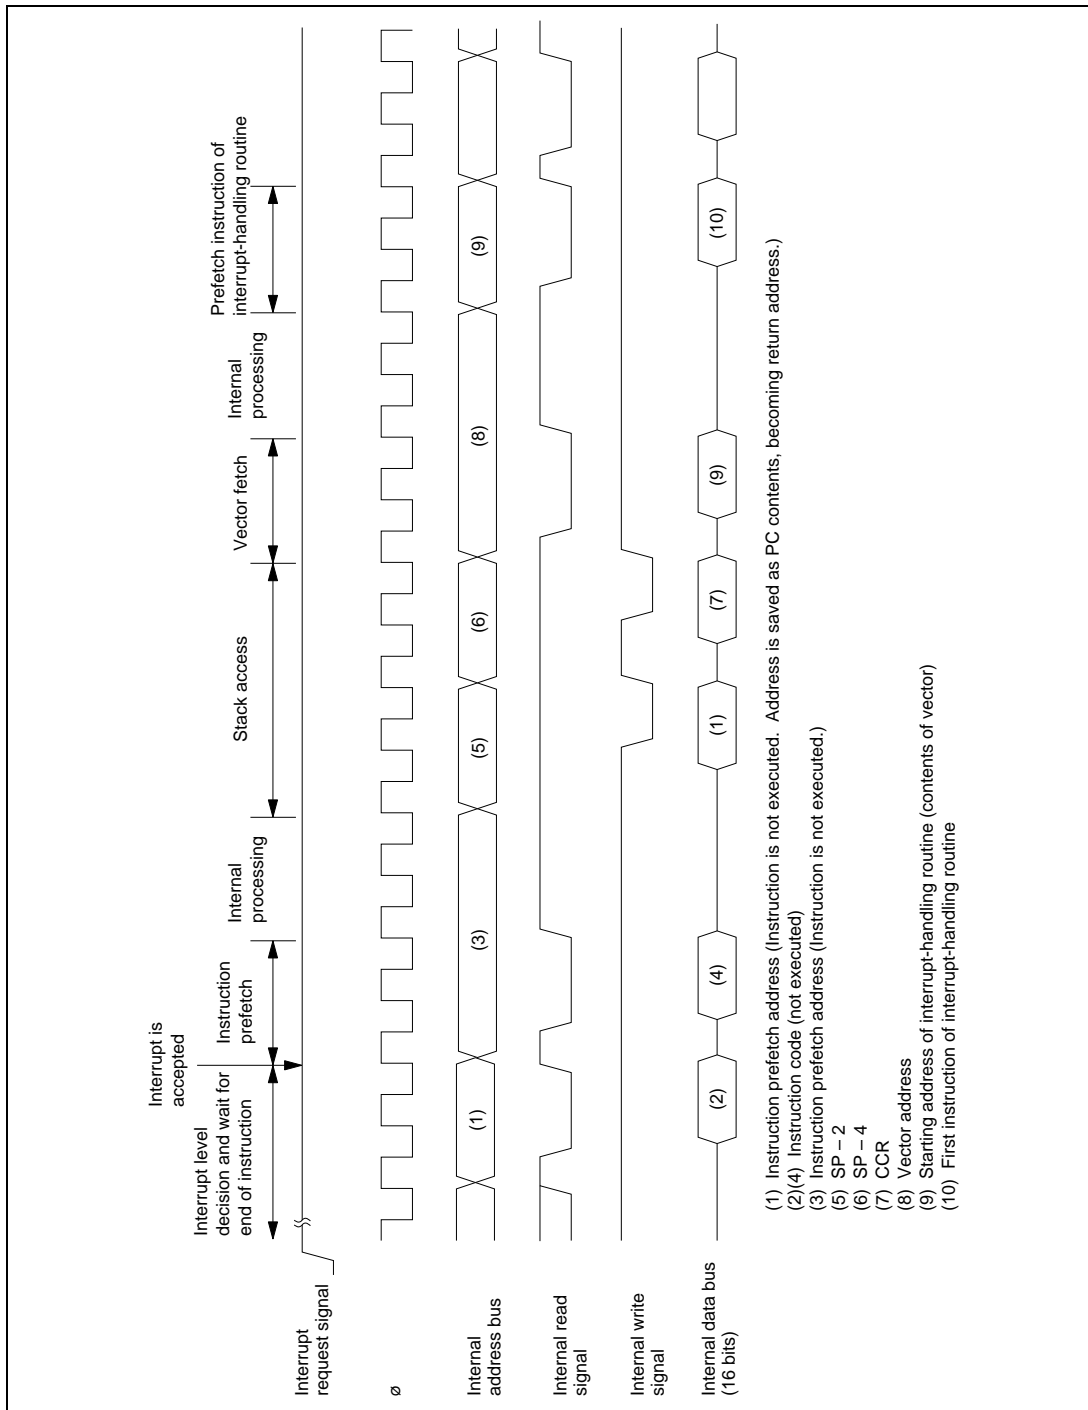 Interrupt is
accepted
Interrupt level
decision and wait for
end of instruction
Instruction
prefetch
Internal
processing
Stack access
Vector fetch
Internal
processing
Prefetch instruction of
interrupt-handling routine
Interrupt
request signal
ø
Internal
address bus
(1)
(3)
(5)
(6)
(8)
(9)
Internal read
signal
Internal write
signal
Internal data bus
(16 bits)
(2)
(4)
(1)
(7)
(9)
(10)
(1) Instruction prefetch address (Instruction is not executed. Address is saved as PC contents, becoming return address.)
(2)(4) Instruction code (not executed)
(3) Instruction prefetch address (Instruction is not executed.)
(5) SP – 2
(6) SP – 4
(7) CCR
(8) Vector address
(9) Starting address of interrupt-handling routine (contents of vector)
(10) First instruction of interrupt-handling routine